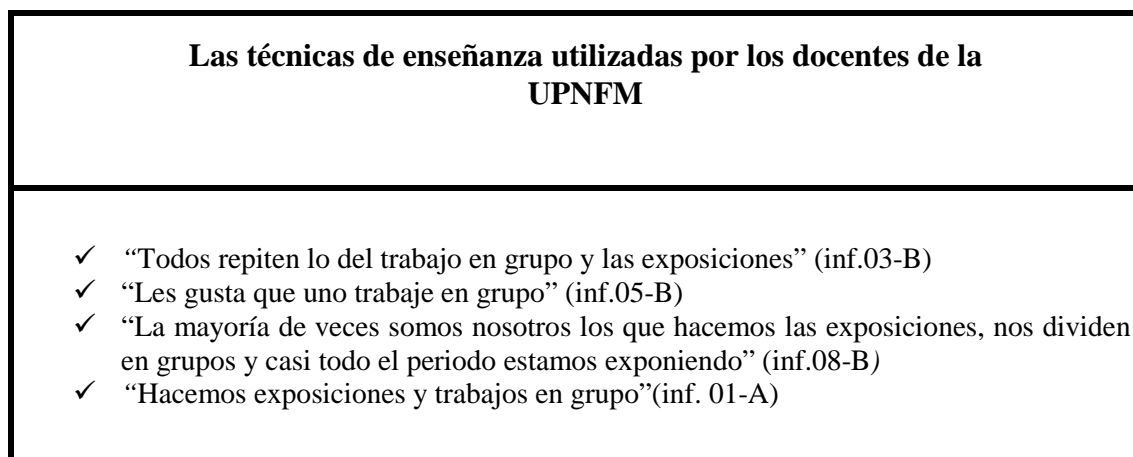 Las técnicas de enseñanza utilizadas por los docentes de la
UPNFM
✓ “Todos repiten lo del trabajo en grupo y las exposiciones” (inf.03-B)
✓ “Les gusta que uno trabaje en grupo” (inf.05-B)
✓ “La mayoría de veces somos nosotros los que hacemos las exposiciones, nos dividen
en grupos y casi todo el periodo estamos exponiendo” (inf.08-B)
✓ “Hacemos exposiciones y trabajos en grupo”(inf. 01-A)